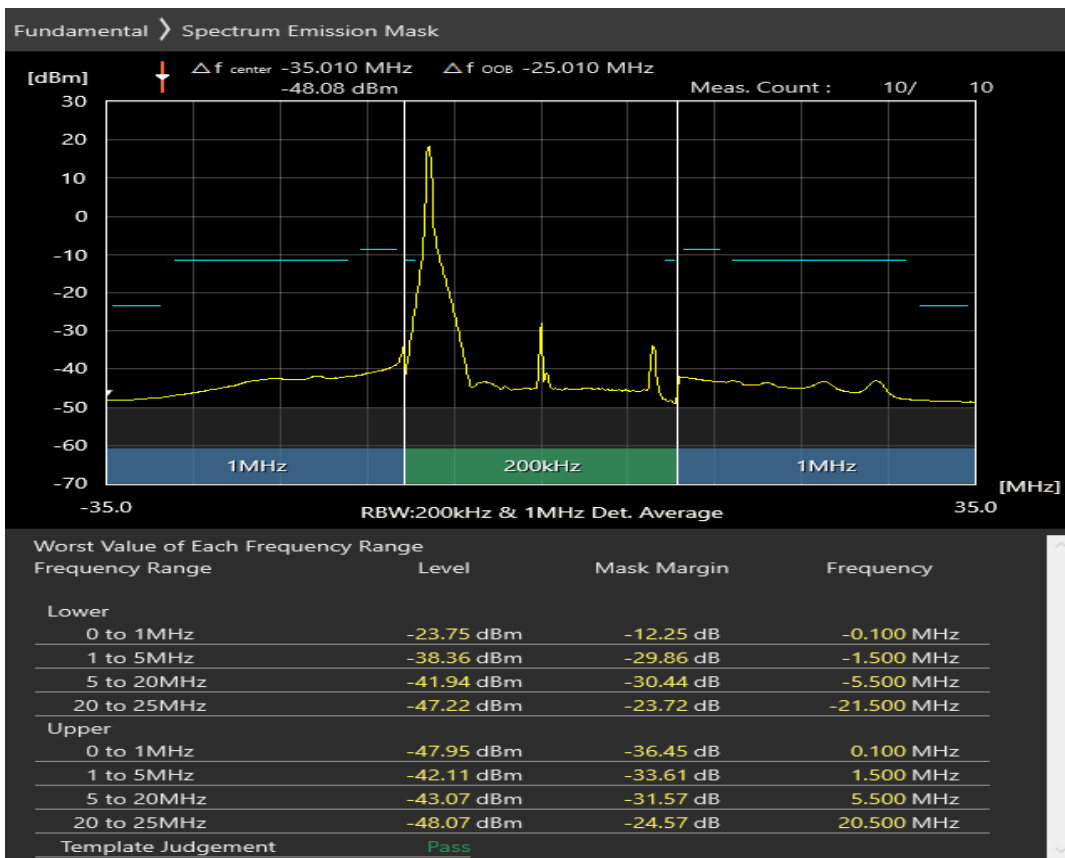 Fundamental 〉 Spectrum Emission Mask
△f center -35.010 MHz △f OOB -25.010 MHz
[dBm]
-48.08 dBm Meas. Count : 10/ 10
30
20
10
0
-10
-20
-30
-40
-50
-60
1MHz 200kHz 1MHz
-70
[MHz]
-35.0 RBW:200kHz & 1MHz Det. Average 35.0
Worst Value of Each Frequency Range
Frequency Range Level Mask Margin Frequency
Lower
0 to 1MHz -23.75 dBm -12.25 dB -0.100 MHz
1 to 5MHz -38.36 dBm -29.86 dB -1.500 MHz
5 to 20MHz -41.94 dBm -30.44 dB -5.500 MHz
20 to 25MHz -47.22 dBm -23.72 dB -21.500 MHz
Upper
0 to 1MHz -47.95 dBm -36.45 dB 0.100 MHz
1 to 5MHz -42.11 dBm -33.61 dB 1.500 MHz
5 to 20MHz -43.07 dBm -31.57 dB 5.500 MHz
20 to 25MHz -48.07 dBm -24.57 dB 20.500 MHz
Template Judgement Pass